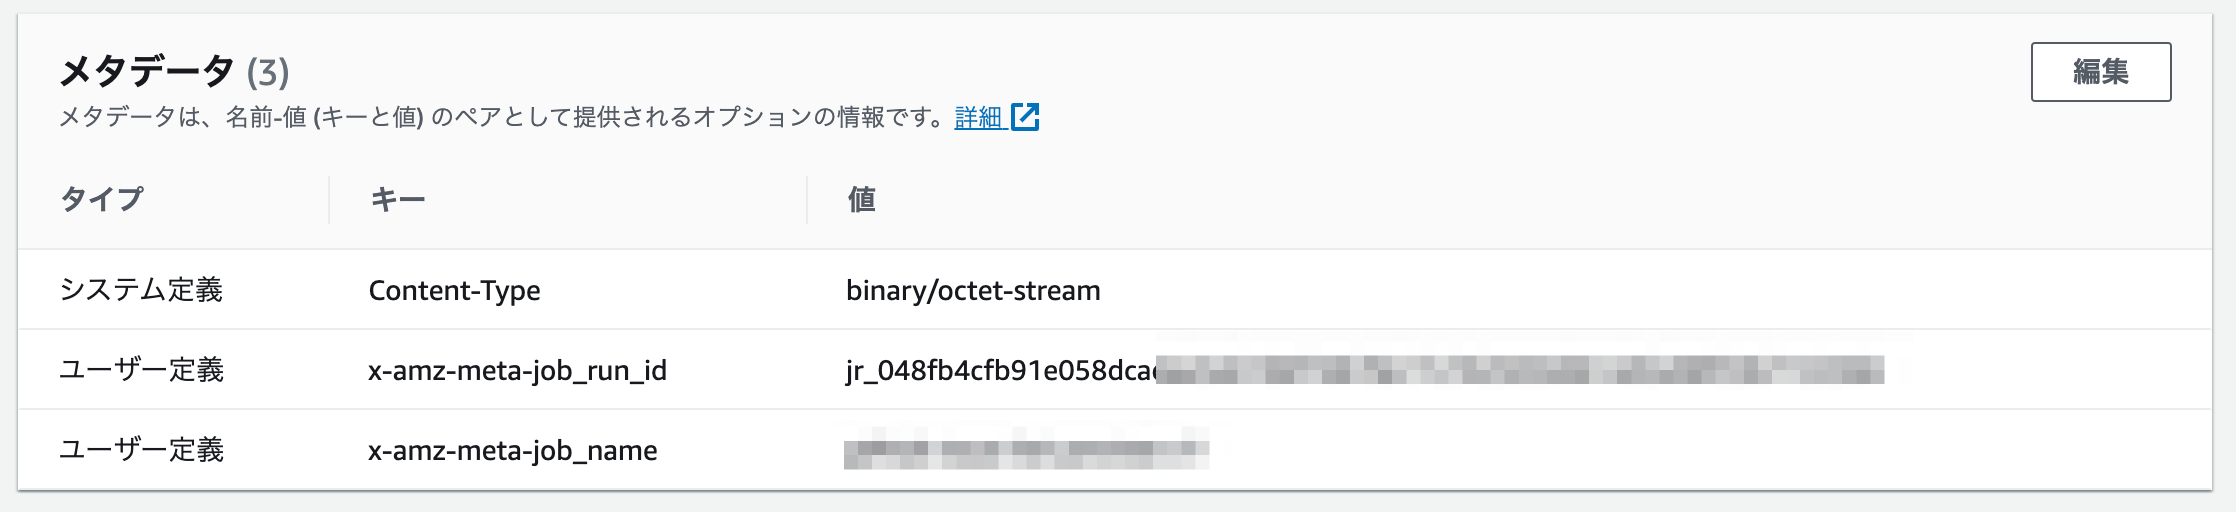 メタデータ (3)
編集
メタデータは、名前-値 (キーと値) のペアとして提供されるオプションの情報です。詳細
タイプ キー 値
システム定義 Content-Type binary/octet-stream
ユーザー定義 x-amz-meta-job_run_id jr_048fb4cfb91e058dca
ユーザー定義 x-amz-meta-job_name